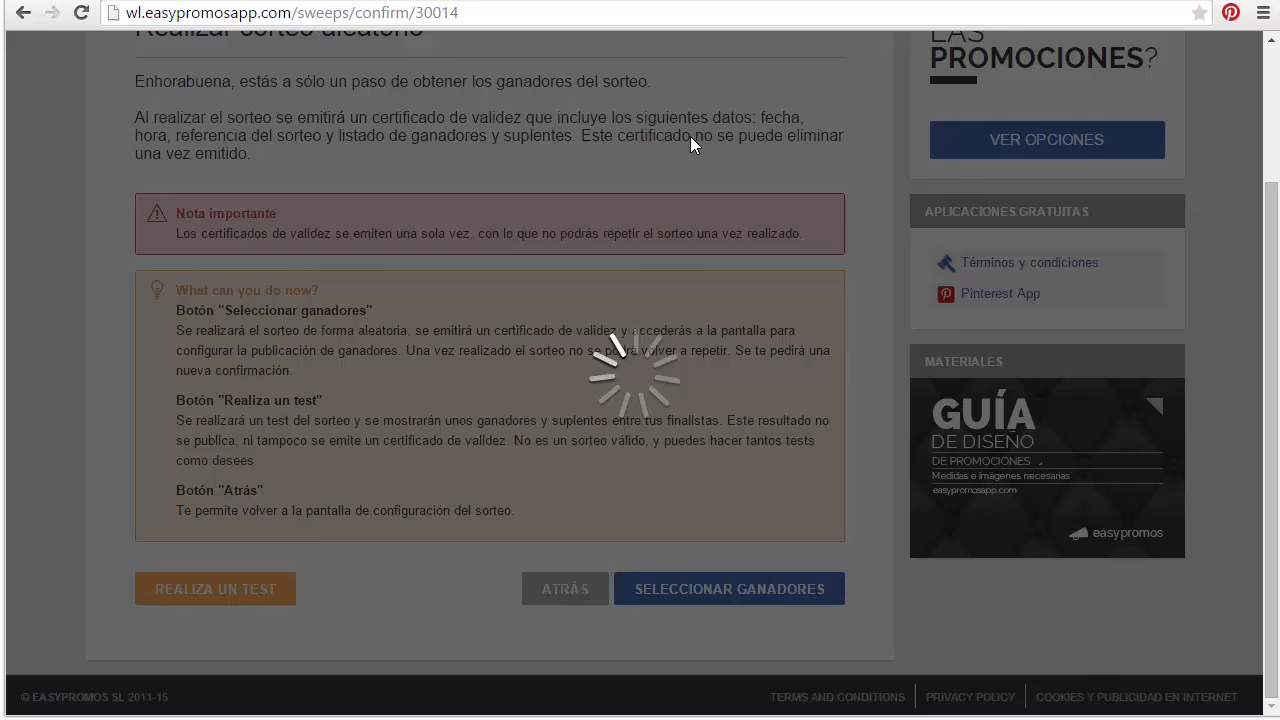 wl.easypromosapp.com/sweeps/confirm/30014
Realizar sorteo aleatorio
Enhorabuena, estás a sólo un paso de obtener los ganadores del sorteo.
Al realizar el sorteo se emitirá un certificado de validez que incluye los siguientes datos: fecha,
hora, referencia del sorteo y listado de ganadores y suplentes. Este certificado no se puede eliminar
una vez emitido.
Nota importante
Los certificados de validez se emiten una sola vez, con lo que no podrás repetir el sorteo una vez realizado.
What can you do now?
Botón "Seleccionar ganadores"
Se realizará el sorteo de forma aleatoria, se emitirá un certificado de validez y accederás a la pantalla para
configurar la publicación de ganadores. Una vez realizado el sorteo no se podrá volver a repetir. Se te pedirá una
nueva confirmación.
Botón "Realiza un test"
Se realizará un test del sorteo y se mostrarán unos ganadores y suplentes entre tus finalistas. Este resultado no
se publica, ni tampoco se emite un certificado de validez. No es un sorteo válido, y puedes hacer tantos tests
como desees.
Botón "Atrás"
Te permite volver a la pantalla de configuración del sorteo.
REALIZA UN TEST
ATRÁS
SELECCIONAR GANADORES
LAS
PROMOCIONES?
VER OPCIONES
APLICACIONES GRATUITAS
Términos y condiciones
Pinterest App
MATERIALES
GUÍA
DE DISEÑO
DE PROMOCIONES
Medidas e imágenes necesarias
easypromosapp.com
easypromos
© EASYPROMOS SL 2011-15
TERMS AND CONDITIONS
PRIVACY POLICY
COOKIES Y PUBLICIDAD EN INTERNET